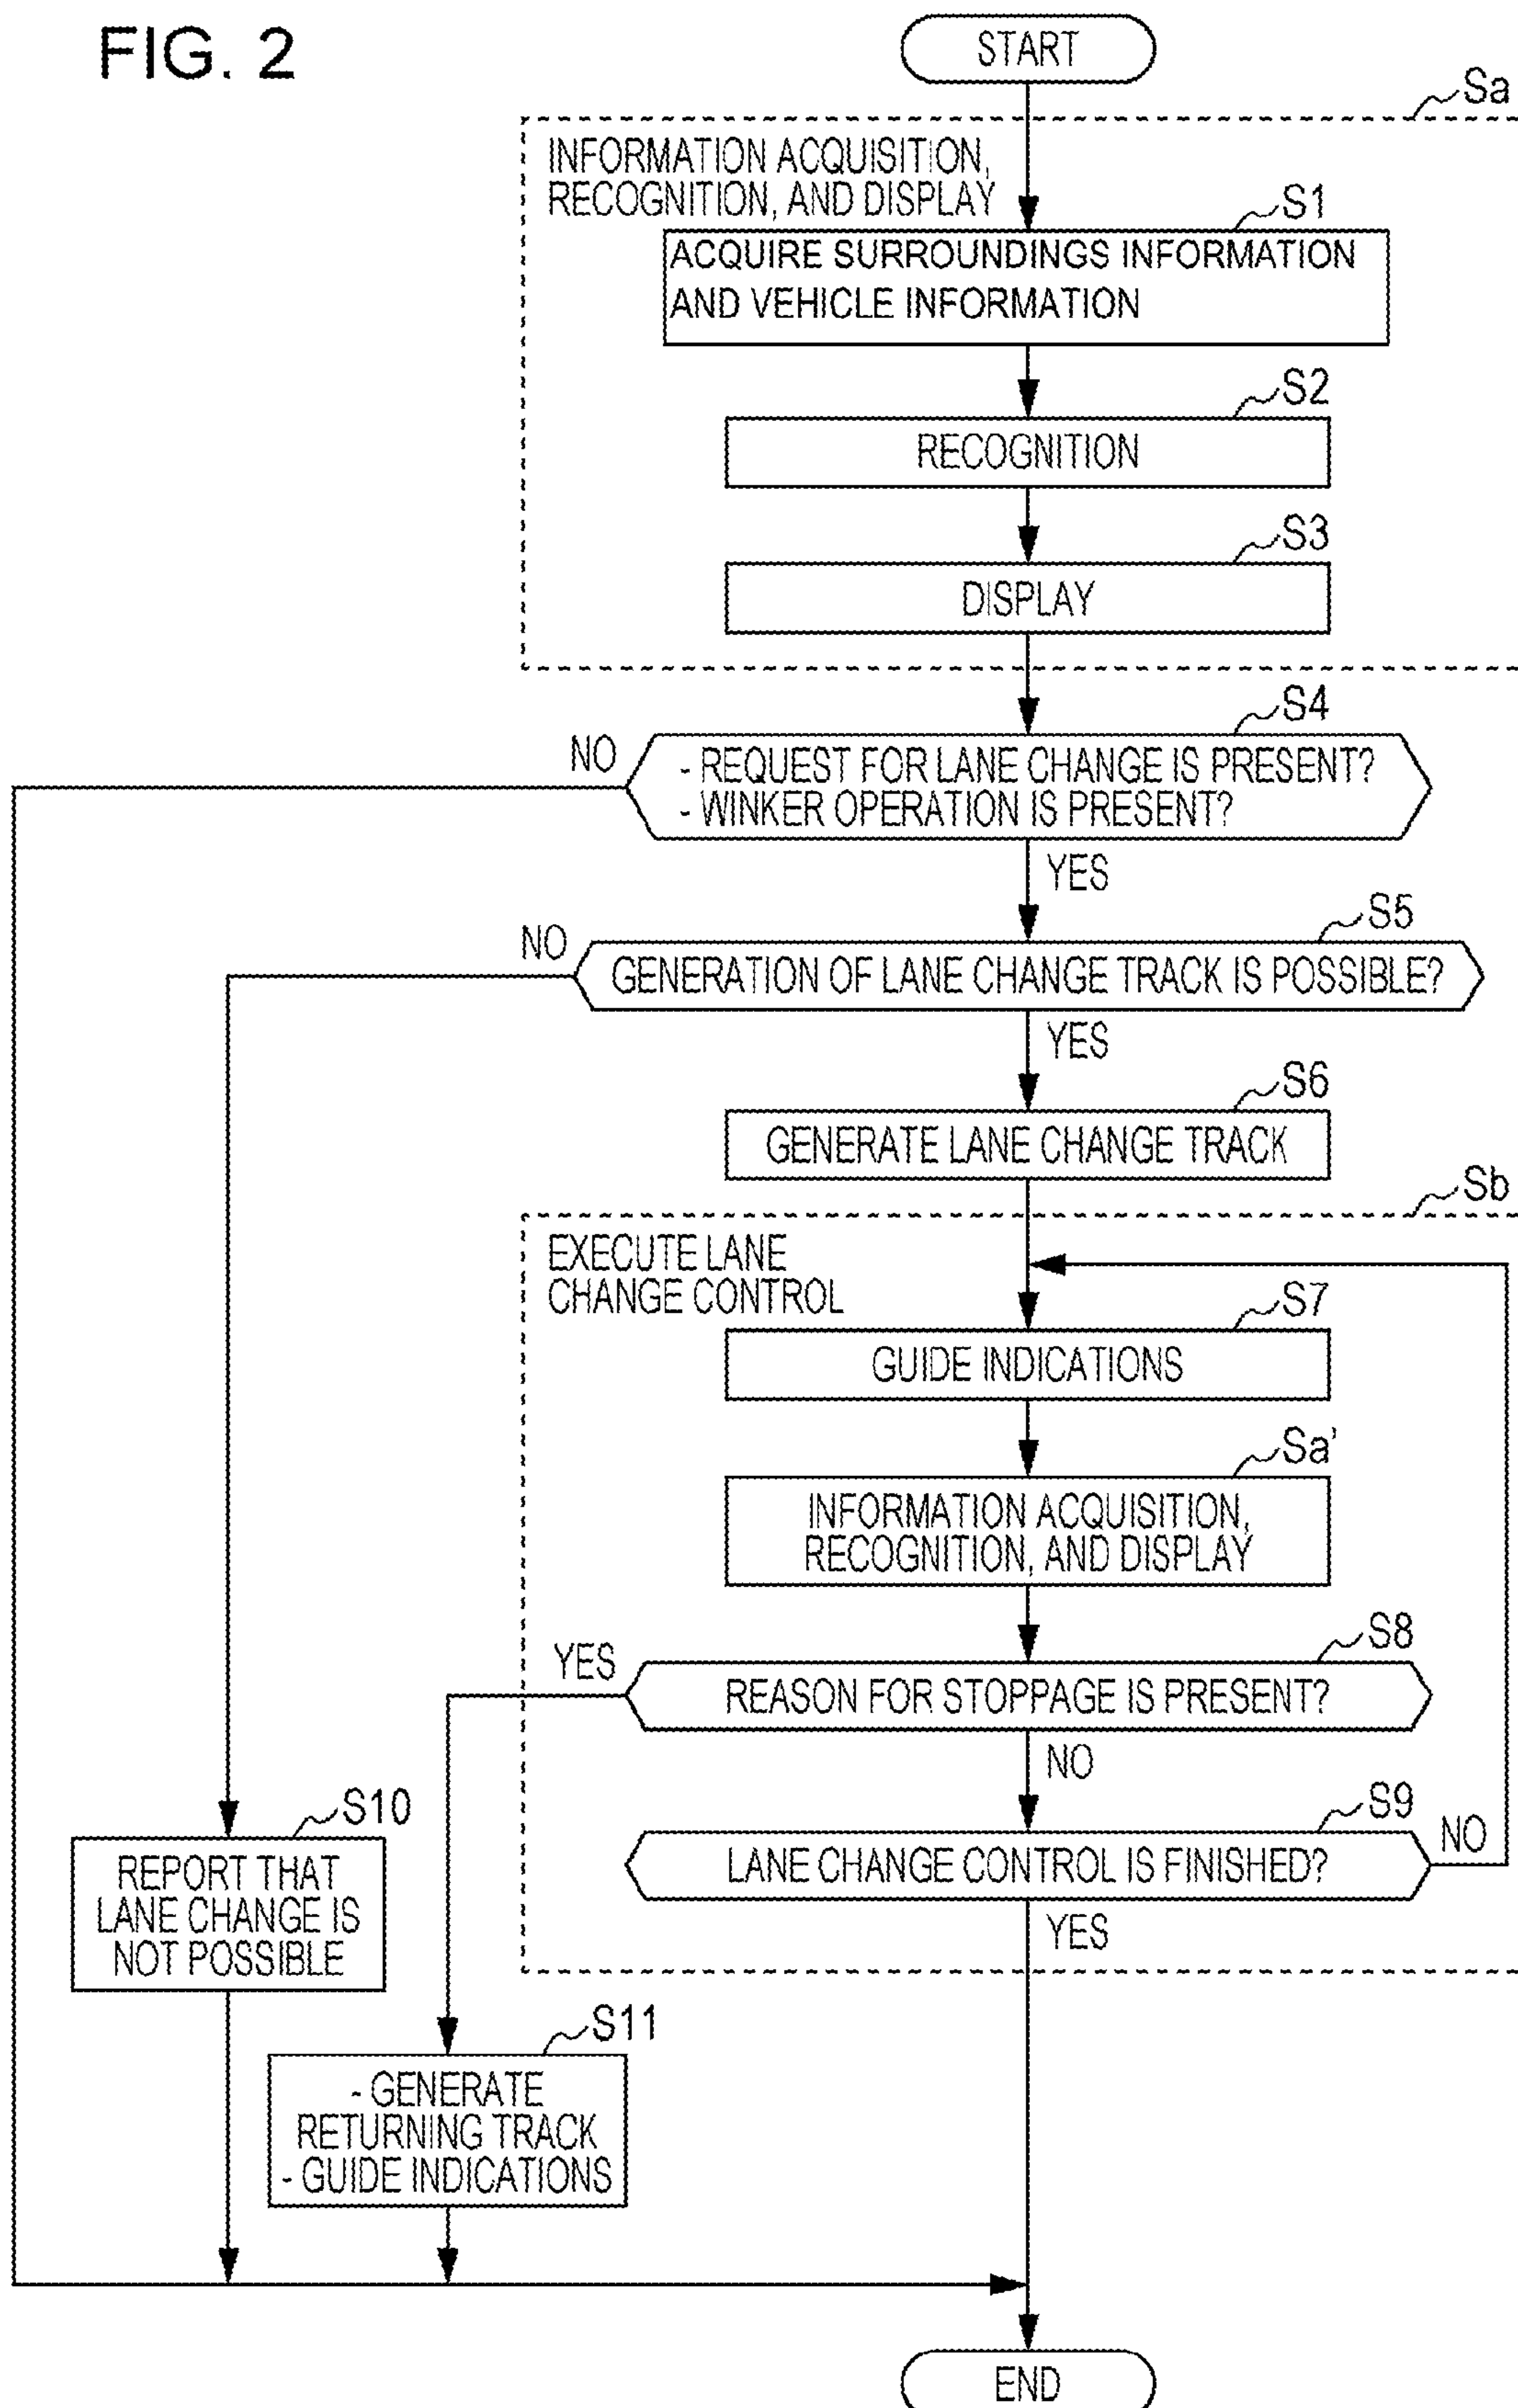 FIG. 2
START
Sa
INFORMATION ACQUISITION,
RECOGNITION, AND DISPLAY
S1
ACQUIRE SURROUNDINGS INFORMATION
AND VEHICLE INFORMATION
S2
RECOGNITION
S3
DISPLAY
S4
NO
- REQUEST FOR LANE CHANGE IS PRESENT?
- WINKER OPERATION IS PRESENT?
YES
S5
NO
GENERATION OF LANE CHANGE TRACK IS POSSIBLE?
YES
S6
GENERATE LANE CHANGE TRACK
Sb
EXECUTE LANE
CHANGE CONTROL
S7
GUIDE INDICATIONS
Sa'
INFORMATION ACQUISITION,
RECOGNITION, AND DISPLAY
S8
YES
REASON FOR STOPPAGE IS PRESENT?
NO
S9
LANE CHANGE CONTROL IS FINISHED?
NO
YES
S10
REPORT THAT
LANE CHANGE IS
NOT POSSIBLE
S11
- GENERATE
RETURNING TRACK
- GUIDE INDICATIONS
END